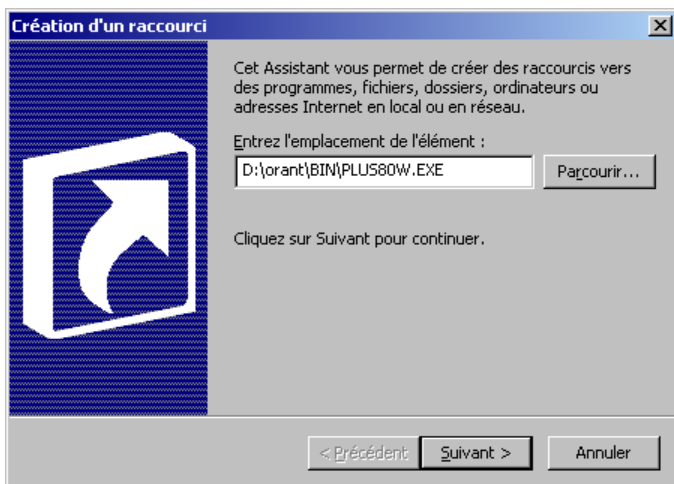 Création d'un raccourci
Cet Assistant vous permet de créer des raccourcis vers
des programmes, fichiers, dossiers, ordinateurs ou
adresses Internet en local ou en réseau.
Entrez l'emplacement de l'élément :
D:\orant\BIN\PLUS80W.EXE
Parcourir...
Cliquez sur Suivant pour continuer.
< Précédent
Suivant >
Annuler